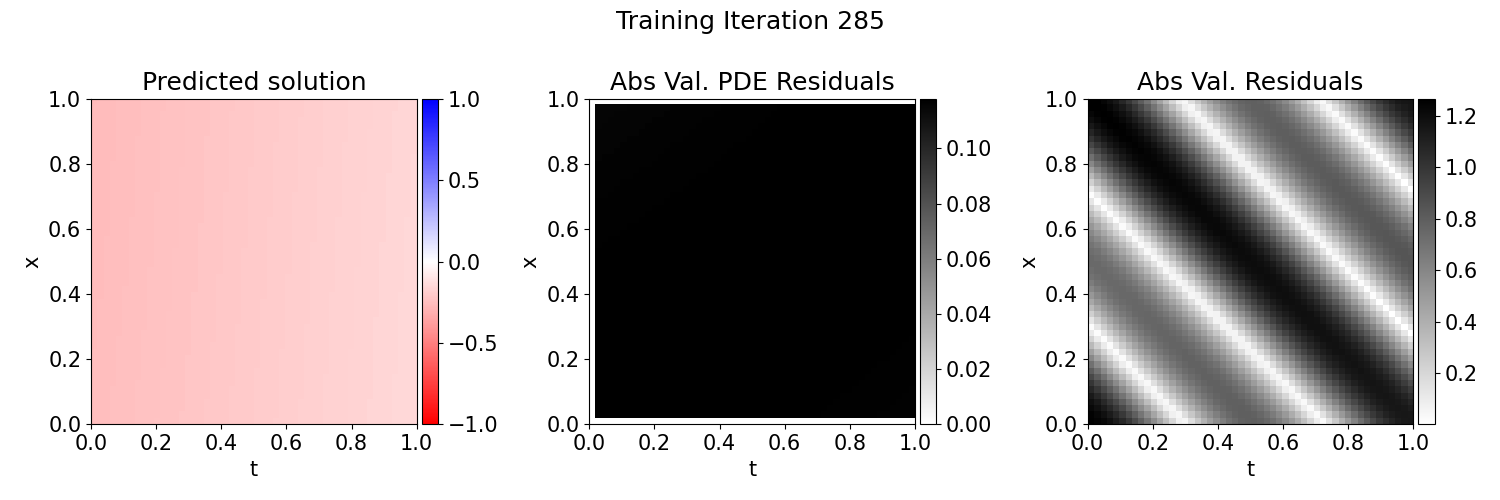 Training Iteration 285
Predicted solution
1.0
0.8
0.6
0.4
0.2
0.0
x
0.0 0.2 0.4 0.6 0.8 1.0
t
1.0
0.5
0.0
−0.5
−1.0
Abs Val. PDE Residuals
1.0
0.8
0.6
0.4
0.2
0.0
x
0.0 0.2 0.4 0.6 0.8 1.0
t
0.10
0.08
0.06
0.04
0.02
0.00
Abs Val. Residuals
1.0
0.8
0.6
0.4
0.2
0.0
x
0.0 0.2 0.4 0.6 0.8 1.0
t
1.2
1.0
0.8
0.6
0.4
0.2